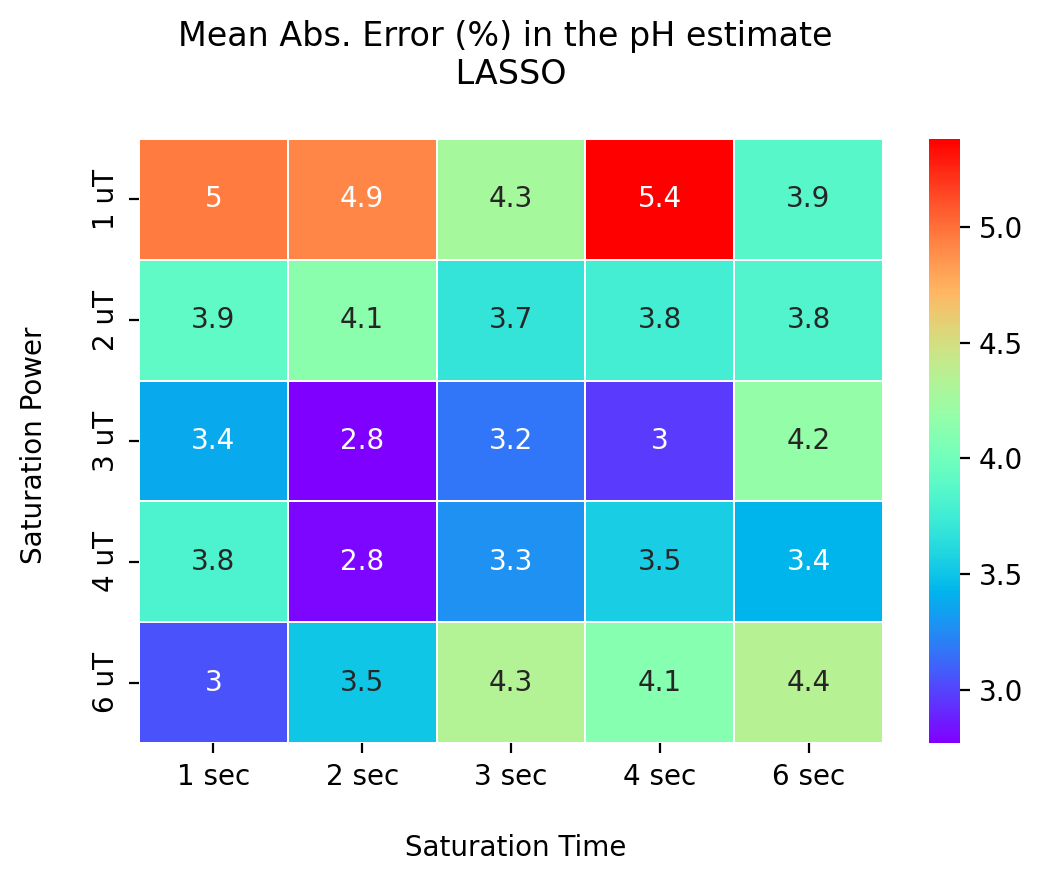 Mean Abs. Error (%) in the pH estimate
LASSO
1 uT 5 4.9 4.3 5.4 3.9
2 uT 3.9 4.1 3.7 3.8 3.8
3 uT 3.4 2.8 3.2 3 4.2
4 uT 3.8 2.8 3.3 3.5 3.4
6 uT 3 3.5 4.3 4.1 4.4
1 sec 2 sec 3 sec 4 sec 6 sec
Saturation Time
Saturation Power
5.0
4.5
4.0
3.5
3.0